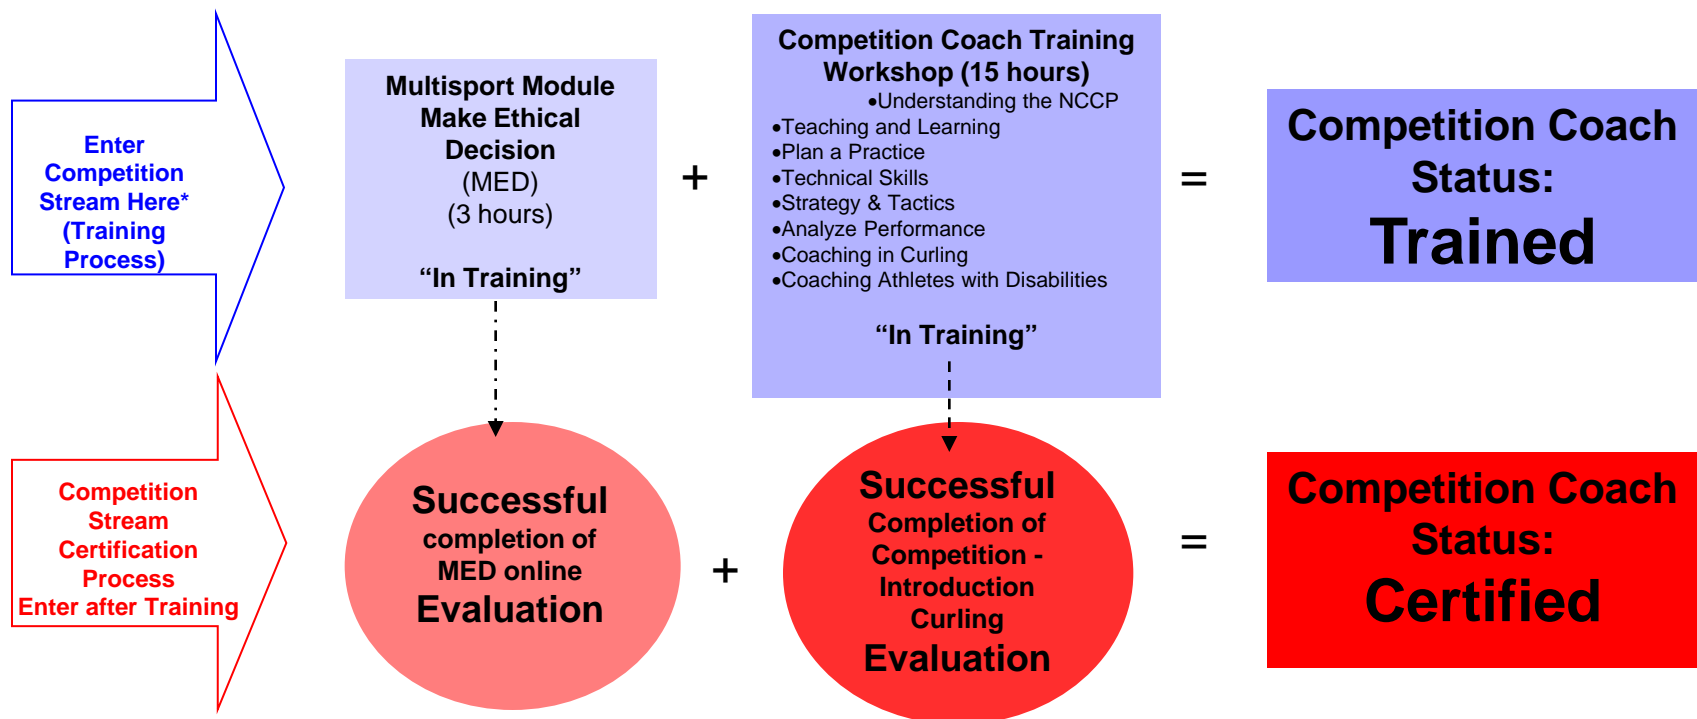 Enter
Competition
Stream Here*
(Training
Process)
Multisport Module
Make Ethical
Decision
(MED)
(3 hours)
“In Training”
+
Competition Coach Training
Workshop (15 hours)
•Understanding the NCCP
•Teaching and Learning
•Plan a Practice
•Technical Skills
•Strategy & Tactics
•Analyze Performance
•Coaching in Curling
•Coaching Athletes with Disabilities
“In Training”
=
Competition Coach
Status:
Trained
Competition
Stream
Certification
Process
Enter after Training
Successful
completion of
MED online
Evaluation
+
Successful
Completion of
Competition -
Introduction
Curling
Evaluation
=
Competition Coach
Status:
Certified